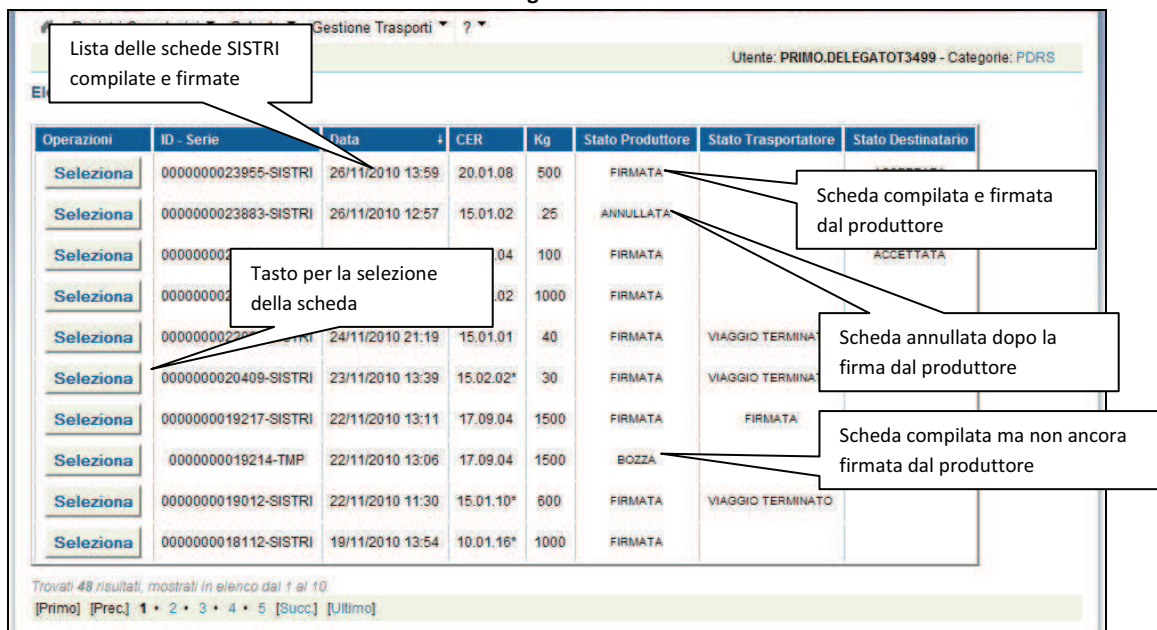 Gestione Trasporti ?
Lista delle schede SISTRI
compilate e firmate
Utente: PRIMO.DELEGATOT3499 - Categorie: PDRS
Operazioni ID - Serie Data CER Kg Stato Produttore Stato Trasportatore Stato Destinatario
Seleziona 0000000023955-SISTRI 26/11/2010 13:59 20.01.08 500 FIRMATA
Scheda compilata e firmata
dal produttore
Seleziona 0000000023883-SISTRI 26/11/2010 12:57 15.01.02 25 ANNULLATA
Seleziona .04 100 FIRMATA ACCETTATA
Tasto per la selezione
della scheda
Seleziona .02 1000 FIRMATA
Seleziona 24/11/2010 21:19 15.01.01 40 FIRMATA VIAGGIO
Scheda annullata dopo la
firma dal produttore
Seleziona 0000000020409-SISTRI 23/11/2010 13:39 15.02.02* 30 FIRMATA VIAGGIO
Seleziona 0000000019217-SISTRI 22/11/2010 13:11 17.09.04 1500 FIRMATA FIRMATA
Scheda compilata ma non ancora
firmata dal produttore
Seleziona 0000000019214-TMP 22/11/2010 13:06 17.09.04 1500 BOZZA
Seleziona 0000000019012-SISTRI 22/11/2010 11:30 15.01.10* 600 FIRMATA VIAGGIO TERMINATO
Seleziona 0000000018112-SISTRI 19/11/2010 13:54 10.01.16* 1000 FIRMATA
Trovati 48 risultati, mostrati in elenco dal 1 al 10.
[Primo] [Prec.] 1 • 2 • 3 • 4 • 5 [Succ.] [Ultimo]